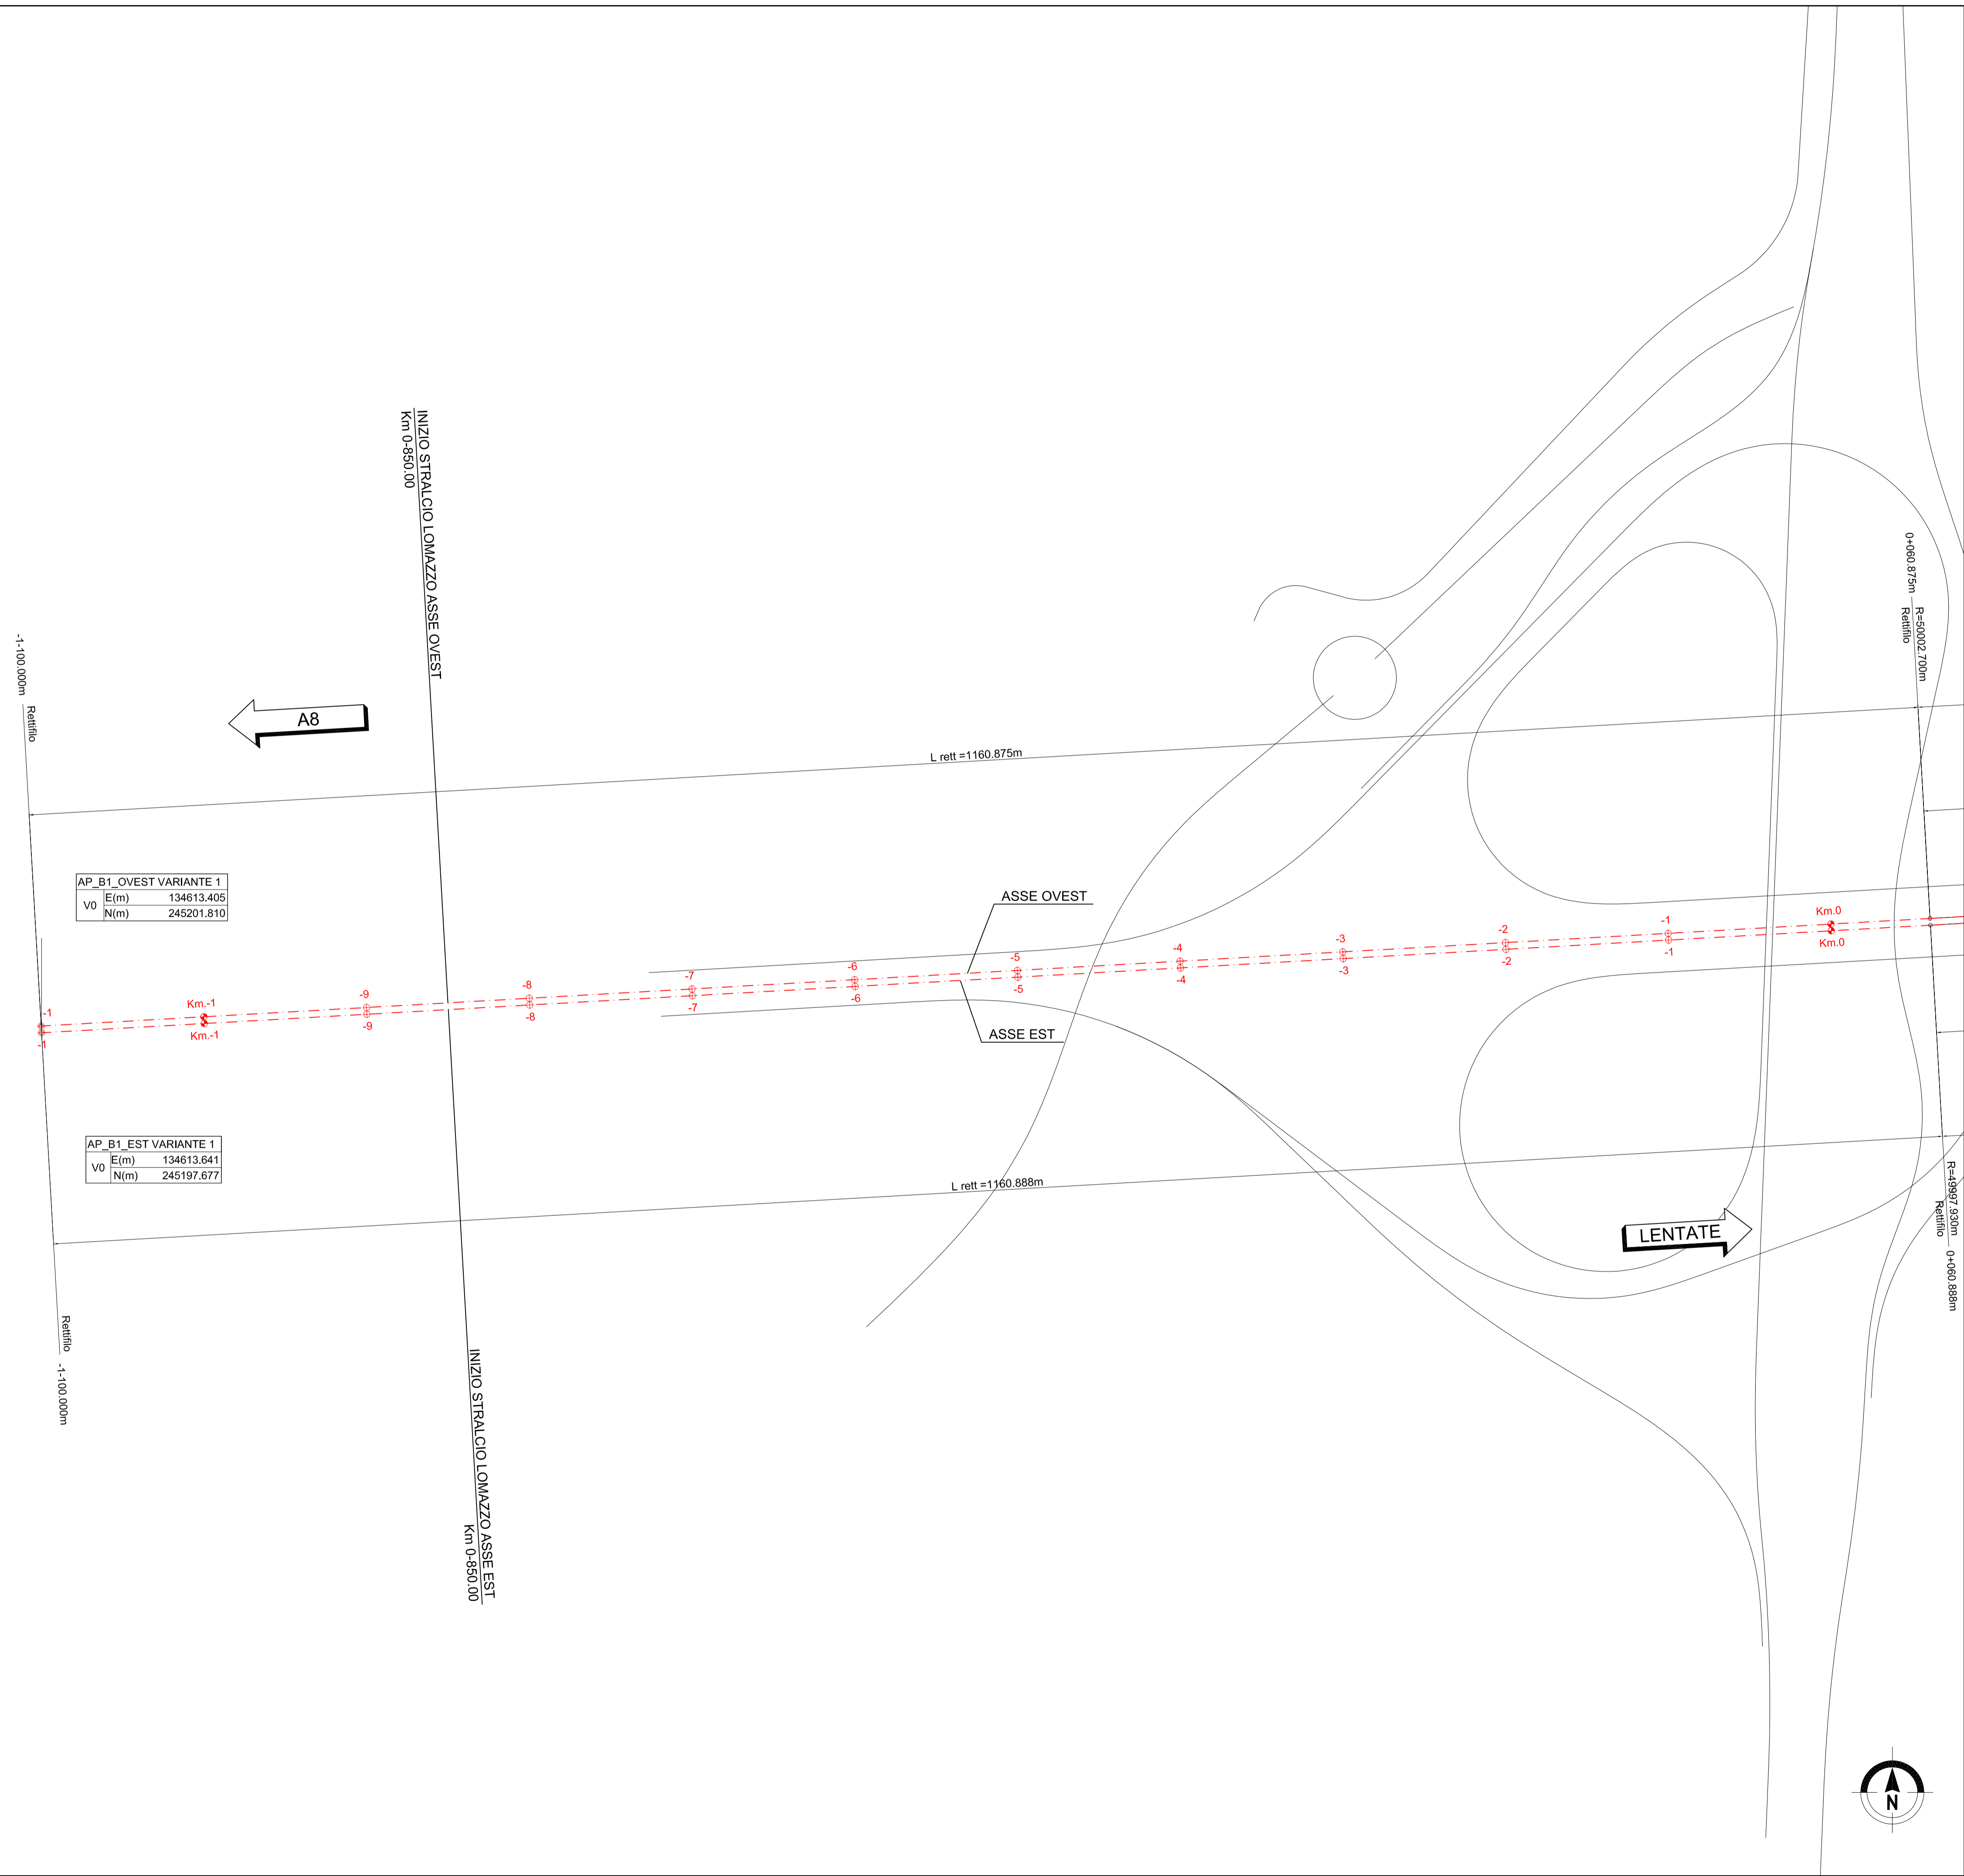 INIZIO STRALCIO LOMAZZO ASSE OVEST
Km 0-850.00
0+060.875m
R=50002.700m
Rettifilo
-1-100.000m
Rettifilo
A8
L rett =1160.875m
AP_B1_OVEST VARIANTE 1
V0
E(m) 134613.405
N(m) 245201.810
ASSE OVEST
-1
Km.-1
-9
-8
-7
-6
-5
-4
-3
-2
-1
Km.0
-1
Km.-1
-9
-8
-7
-6
-5
-4
-3
-2
-1
Km.0
ASSE EST
AP_B1_EST VARIANTE 1
V0
E(m) 134613.641
N(m) 245197.677
L rett =1160.888m
LENTATE
R=49997.930m
Rettifilo
0+060.888m
Rettifilo
-1-100.000m
INIZIO STRALCIO LOMAZZO ASSE EST
Km 0-850.00
N